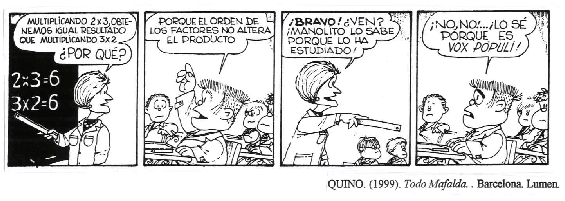 MULTIPLICANDO 2x3, OBTE-
NEMOS IGUAL RESULTADO
QUE MULTIPLICANDO 3x2.
¿POR QUÉ?
2x3=6
3x2=6
PORQUE EL ORDEN DE
LOS FACTORES NO ALTERA
EL PRODUCTO
¡BRAVO! ¿VEN?
¡MANOLITO LO SABE
PORQUE LO HA
ESTUDIADO!
¡NO, NO!...¡LO SÉ
PORQUE ES
VOX POPULI!
QUINO. (1999). Todo Mafalda. . Barcelona. Lumen.